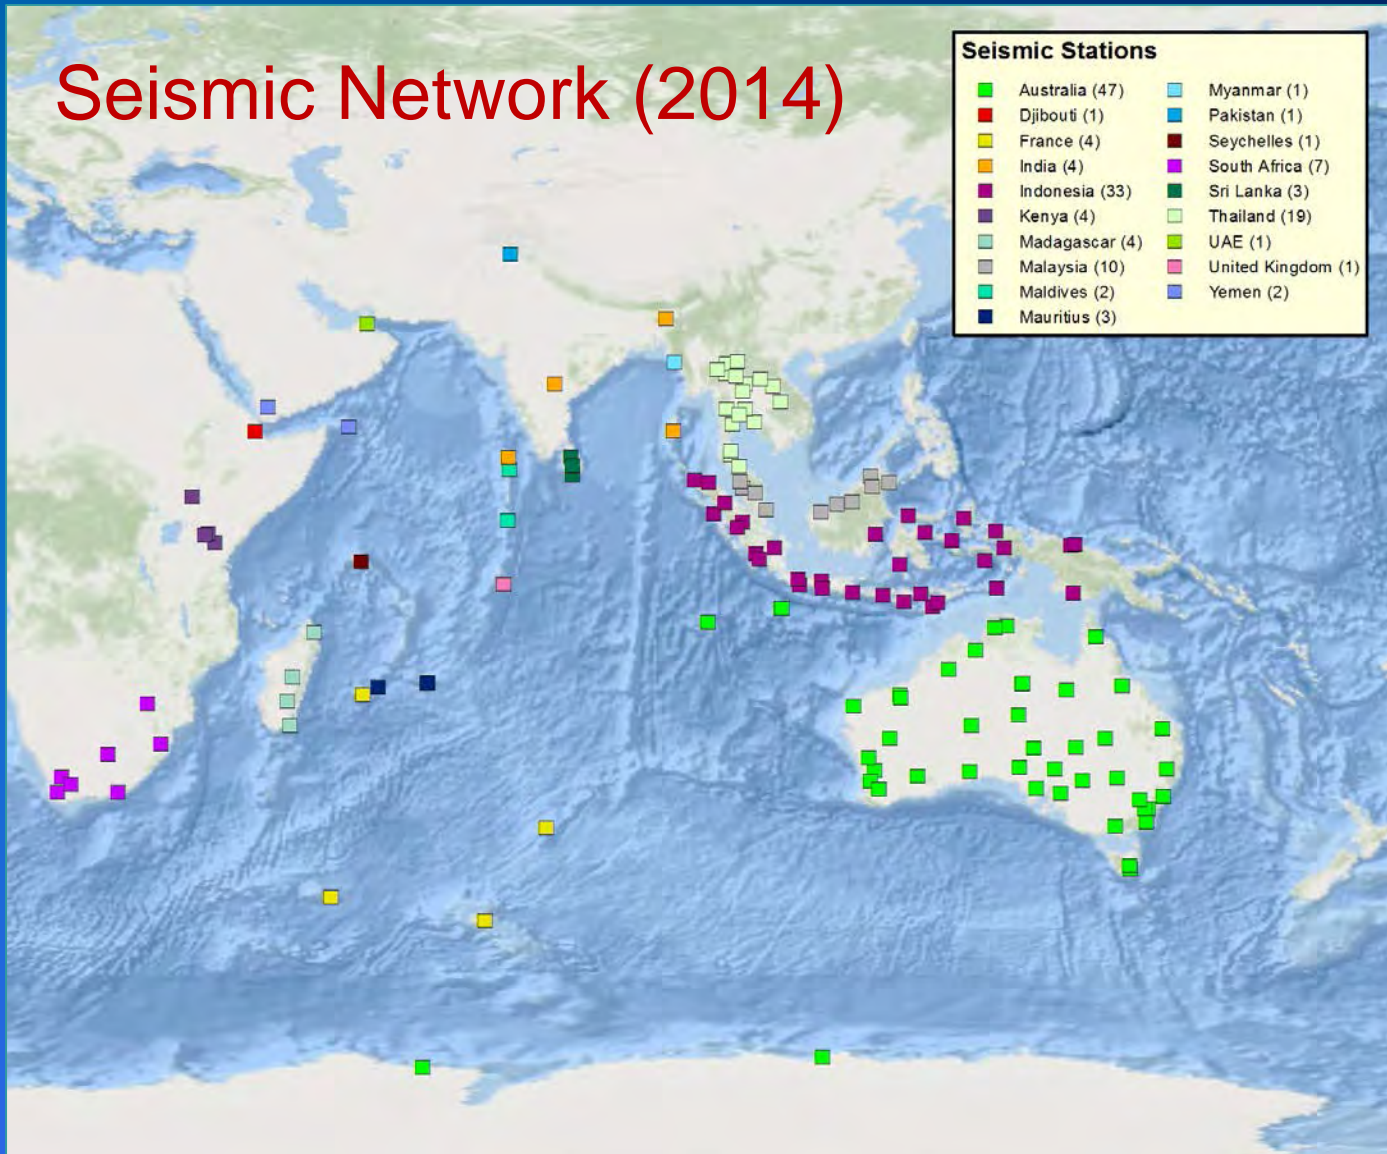 Seismic Network (2014)
Seismic Stations
Australia (47)
Djibouti (1)
France (4)
India (4)
Indonesia (33)
Kenya (4)
Madagascar (4)
Malaysia (10)
Maldives (2)
Mauritius (3)
Myanmar (1)
Pakistan (1)
Seychelles (1)
South Africa (7)
Sri Lanka (3)
Thailand (19)
UAE (1)
United Kingdom (1)
Yemen (2)